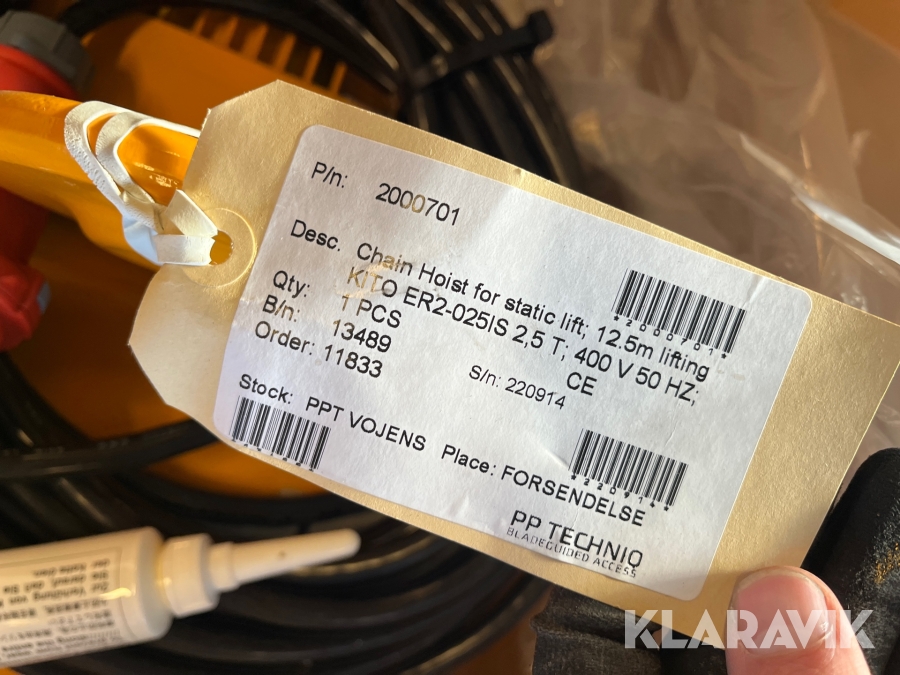 P/n: 2000701
*2000701*
Desc. Chain Hoist for static lift; 12.5m lifting
KITO ER2-025IS 2,5 T; 400 V 50 HZ;
CE
Qty: 1 PCS
B/n: 13489
Order: 11833
S/n: 220914
Stock: PPT VOJENS Place: FORSENDELSE
PP TECHNIQ
BLADEGUIDED ACCESS
KLARAVIK